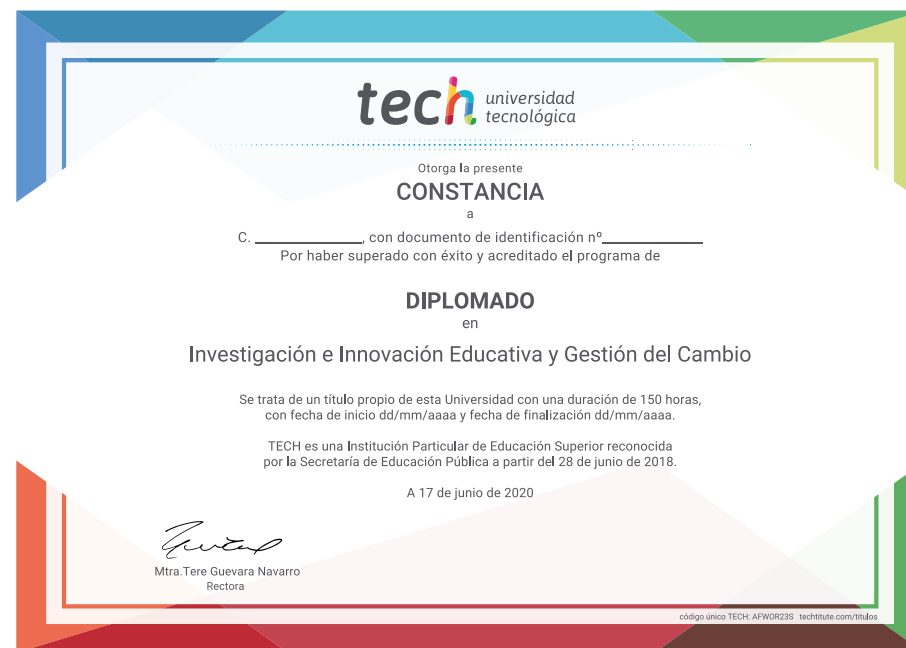 tech universidad
tecnológica
Otorga la presente
CONSTANCIA
a
C. ____________, con documento de identificación nº____________
Por haber superado con éxito y acreditado el programa de
DIPLOMADO
en
Investigación e Innovación Educativa y Gestión del Cambio
Se trata de un título propio de esta Universidad con una duración de 150 horas,
con fecha de inicio dd/mm/aaaa y fecha de finalización dd/mm/aaaa.
TECH es una Institución Particular de Educación Superior reconocida
por la Secretaría de Educación Pública a partir del 28 de junio de 2018.
A 17 de junio de 2020
Mtra.Tere Guevara Navarro
Rectora
código único TECH: AFWOR23S techtitute.com/titulos